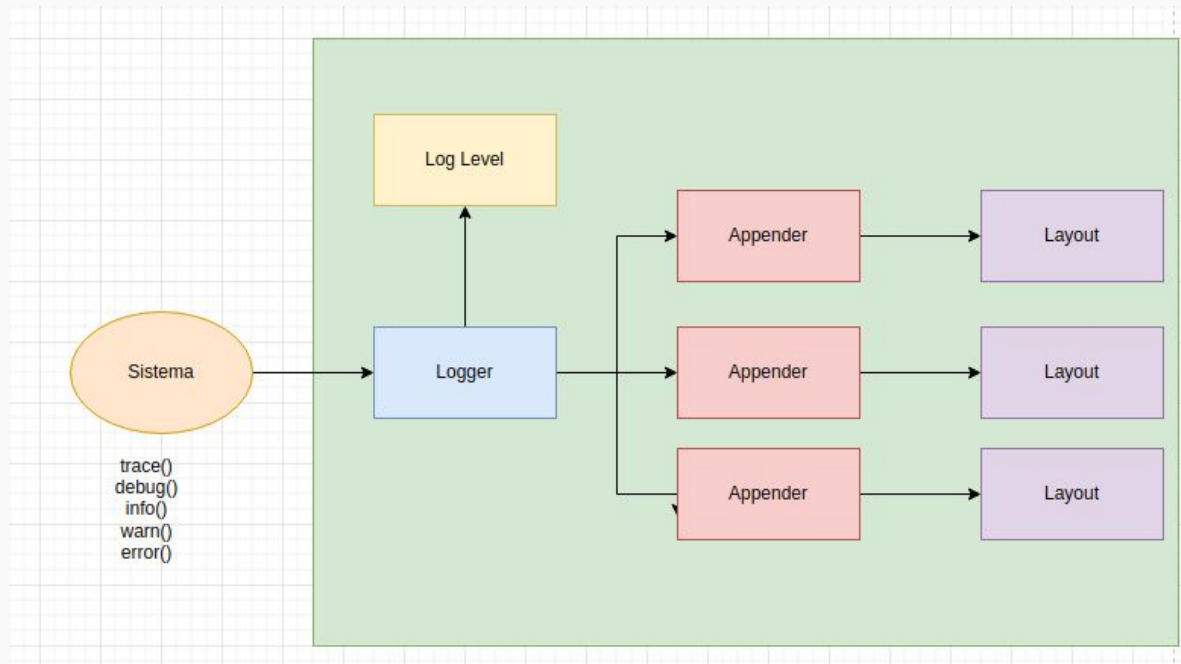 Log Level
Appender
Layout
Sistema
Logger
Appender
Layout
trace()
debug()
info()
warn()
error()
Appender
Layout